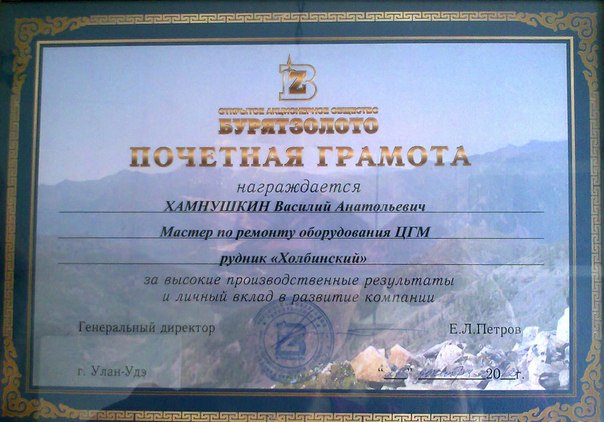 ОТКРЫТОЕ АКЦИОНЕРНОЕ ОБЩЕСТВО
БУРЯТЗОЛОТО
ПОЧЕТНАЯ ГРАМОТА
награждается
ХАМНУШКИН Василий Анатольевич
Мастер по ремонту оборудования ЦГМ
рудник «Холбинский»
за высокие производственные результаты
и личный вклад в развитие компании
Генеральный директор Е.Л.Петров
г. Улан-Удэ “ ” 20 г.